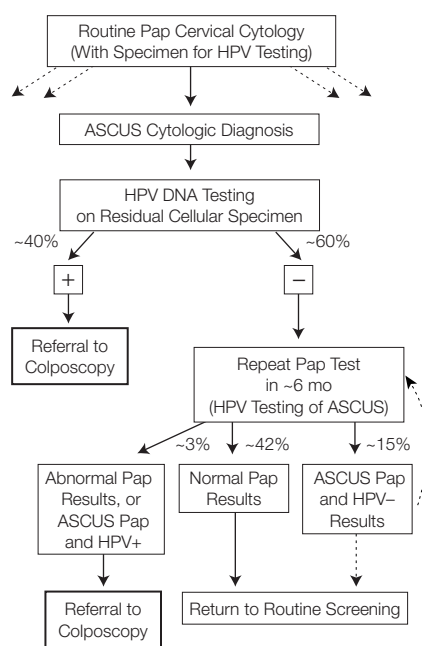 Routine Pap Cervical Cytology
(With Specimen for HPV Testing)
ASCUS Cytologic Diagnosis
HPV DNA Testing
on Residual Cellular Specimen
~40%
~60%
+
−
Referral to
Colposcopy
Repeat Pap Test
in ~6 mo
(HPV Testing of ASCUS)
~3%
~42%
~15%
Abnormal Pap
Results, or
ASCUS Pap
and HPV+
Normal Pap
Results
ASCUS Pap
and HPV−
Results
Referral to
Colposcopy
Return to Routine Screening